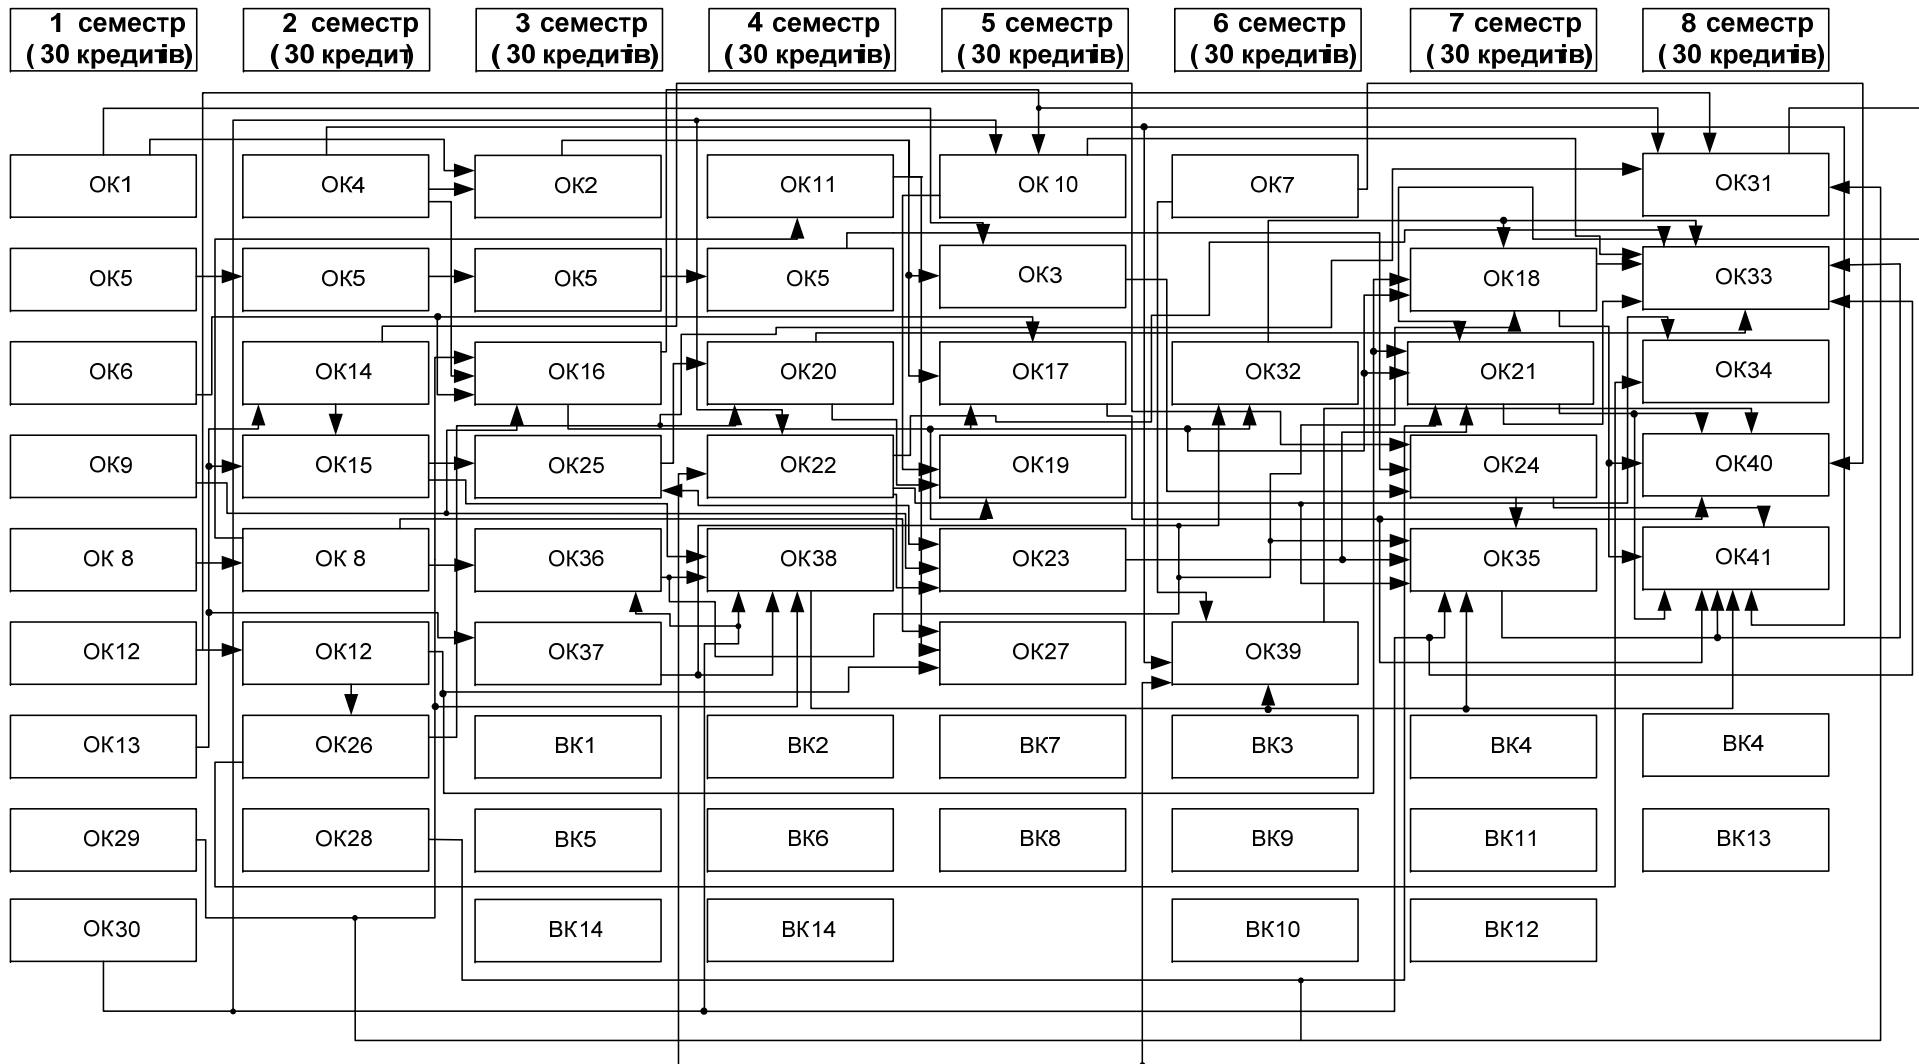 1 семестр
( 30 кредитів)
2 семестр
( 30 кредит)
3 семестр
( 30 кредитів)
4 семестр
( 30 кредитів)
5 семестр
( 30 кредитів)
6 семестр
( 30 кредитів)
7 семестр
( 30 кредитів)
8 семестр
( 30 кредитів)
ОК1
ОК4
ОК2
ОК11
ОК 10
ОК7
ОК31
ОК5
ОК5
ОК5
ОК5
ОК3
ОК18
ОК33
ОК6
ОК14
ОК16
ОК20
ОК17
ОК32
ОК21
ОК34
ОК9
ОК15
ОК25
ОК22
ОК19
ОК24
ОК40
ОК 8
ОК 8
ОК36
ОК38
ОК23
ОК35
ОК41
ОК12
ОК12
ОК37
ОК27
ОК39
ОК13
ОК26
ВК1
ВК2
ВК7
ВК3
ВК4
ВК4
ОК29
ОК28
ВК5
ВК6
ВК8
ВК9
ВК11
ВК13
ОК30
ВК14
ВК14
ВК10
ВК12